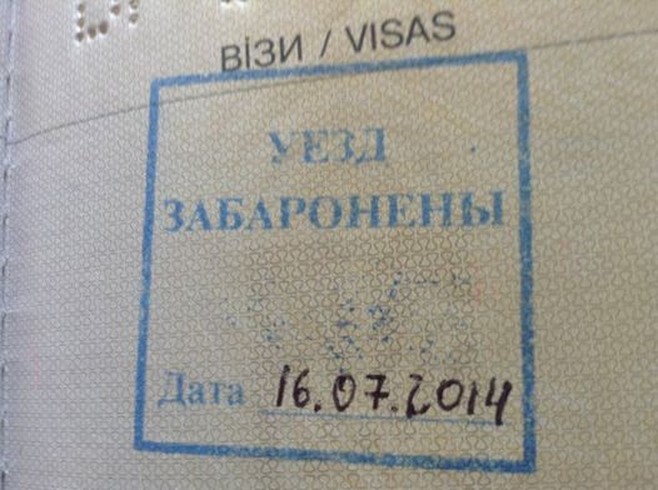 ВІЗИ / VISAS
УЕЗД
ЗАБАРОНЕНЫ
Дата 16.07.2014